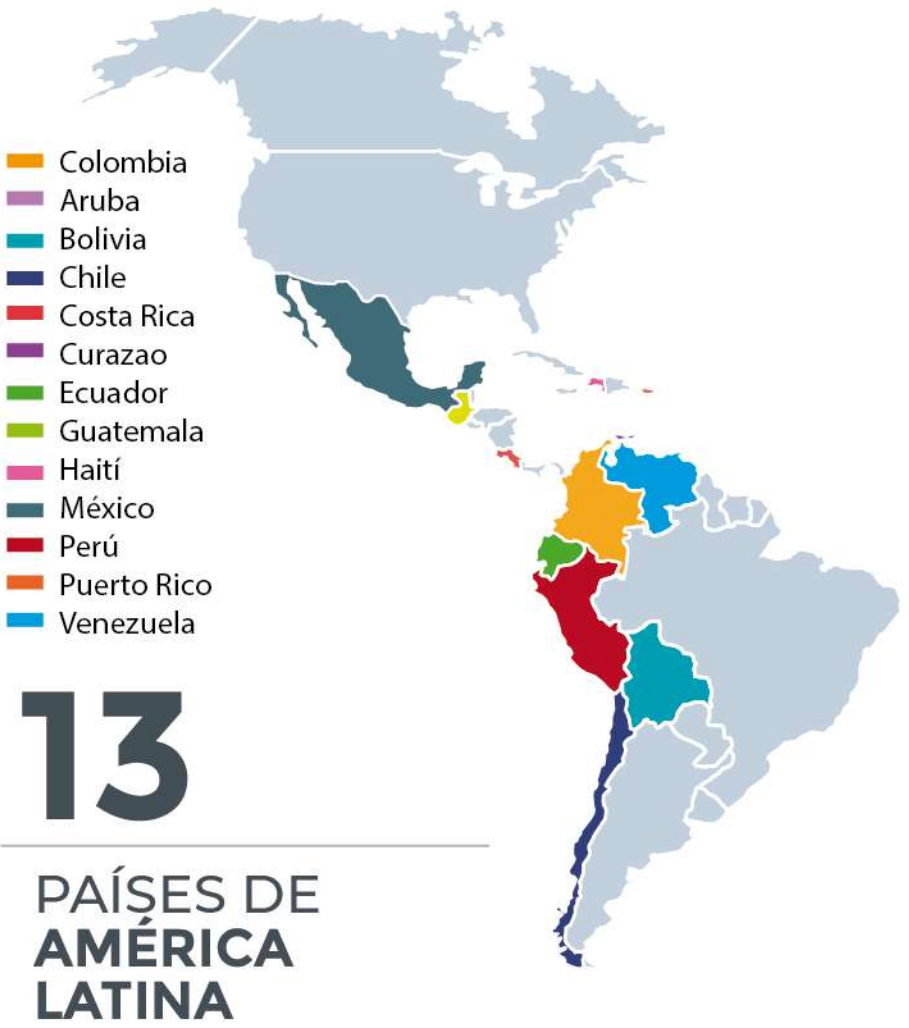 Colombia
Aruba
Bolivia
Chile
Costa Rica
Curazao
Ecuador
Guatemala
Haití
México
Perú
Puerto Rico
Venezuela
13
PAÍSES DE
AMÉRICA
LATINA